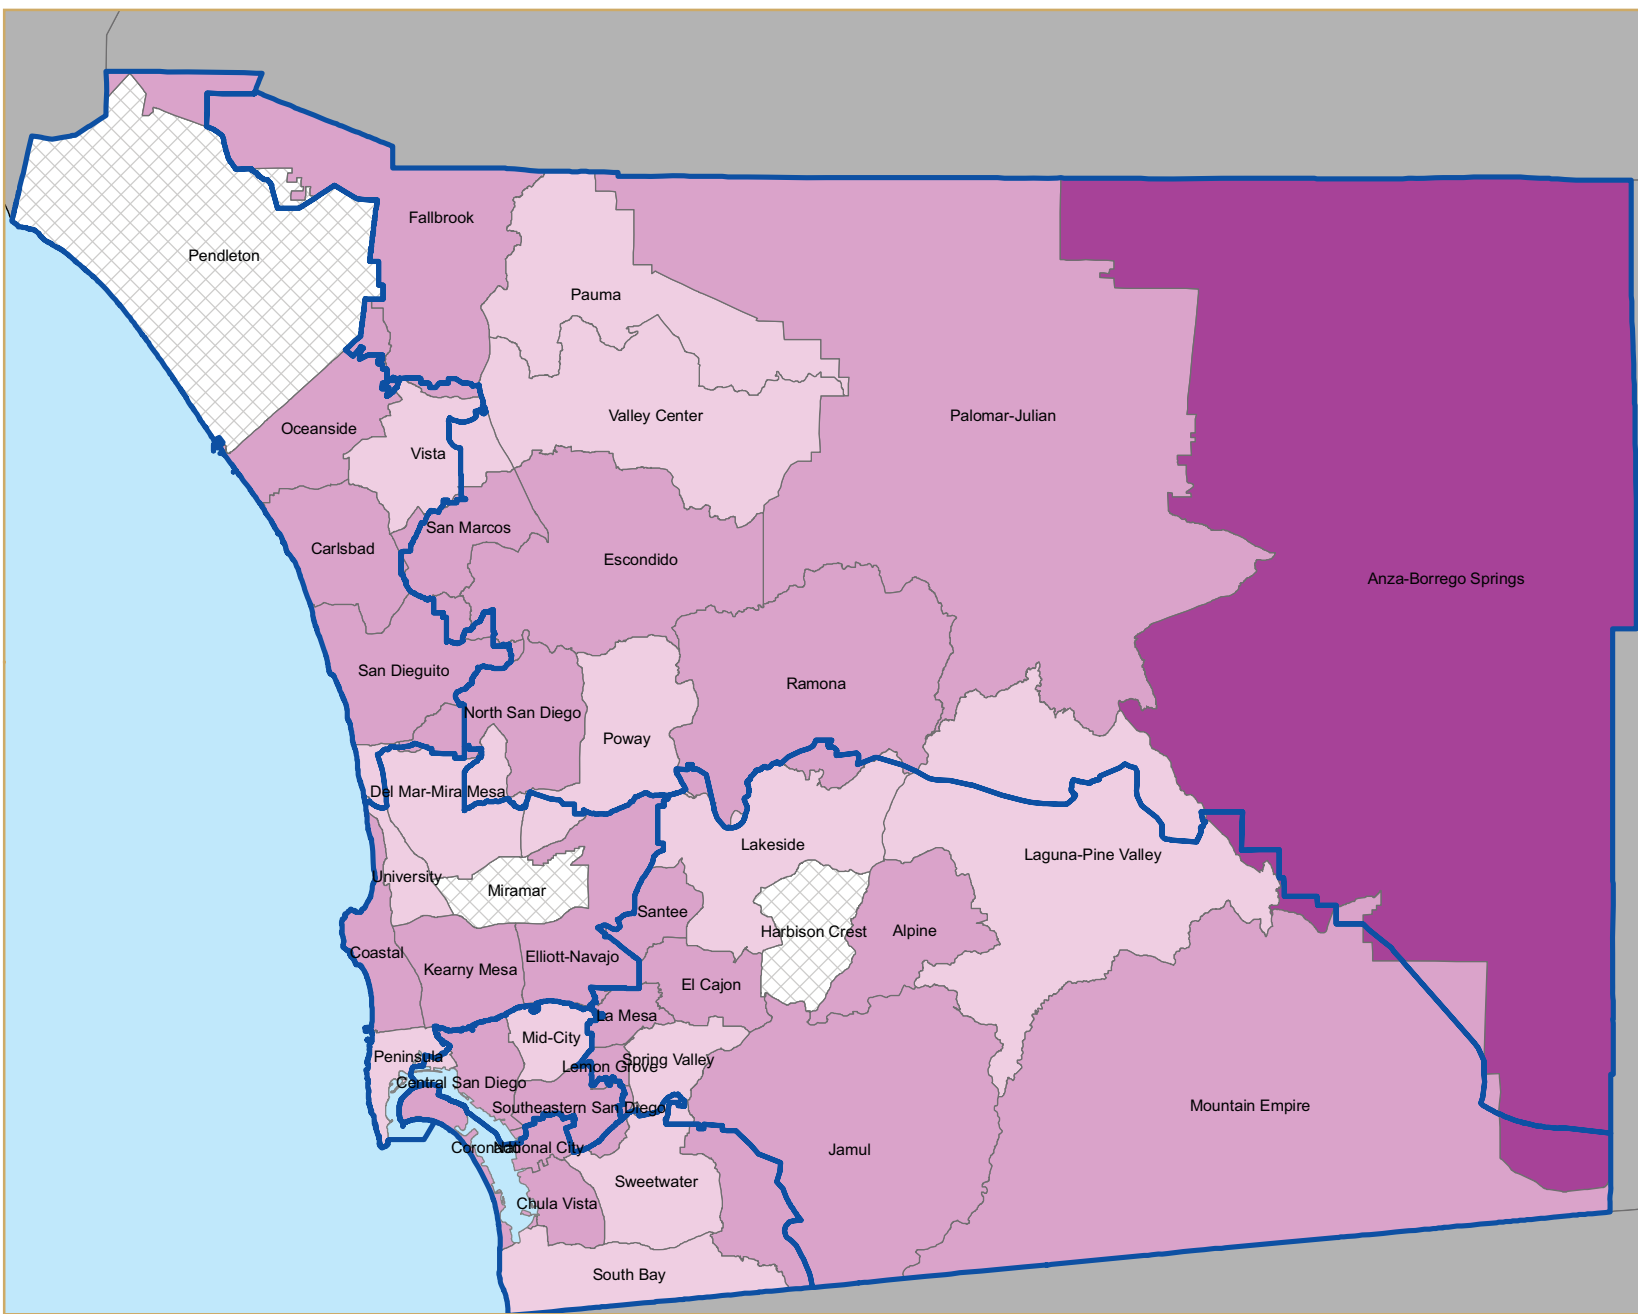 Fallbrook
Pendleton
Pauma
Valley Center
Palomar-Julian
Oceanside
Vista
San Marcos
Carlsbad
Escondido
Anza-Borrego Springs
San Dieguito
Ramona
North San Diego
Poway
Del Mar-Mira Mesa
Lakeside
Laguna-Pine Valley
University
Miramar
Santee
Harbison Crest
Alpine
Coastal
Elliott-Navajo
Kearny Mesa
El Cajon
La Mesa
Mid-City
Peninsula
Spring Valley
Lemon Grove
Central San Diego
Southeastern San Diego
Mountain Empire
Coronado
National City
Jamul
Sweetwater
Chula Vista
South Bay